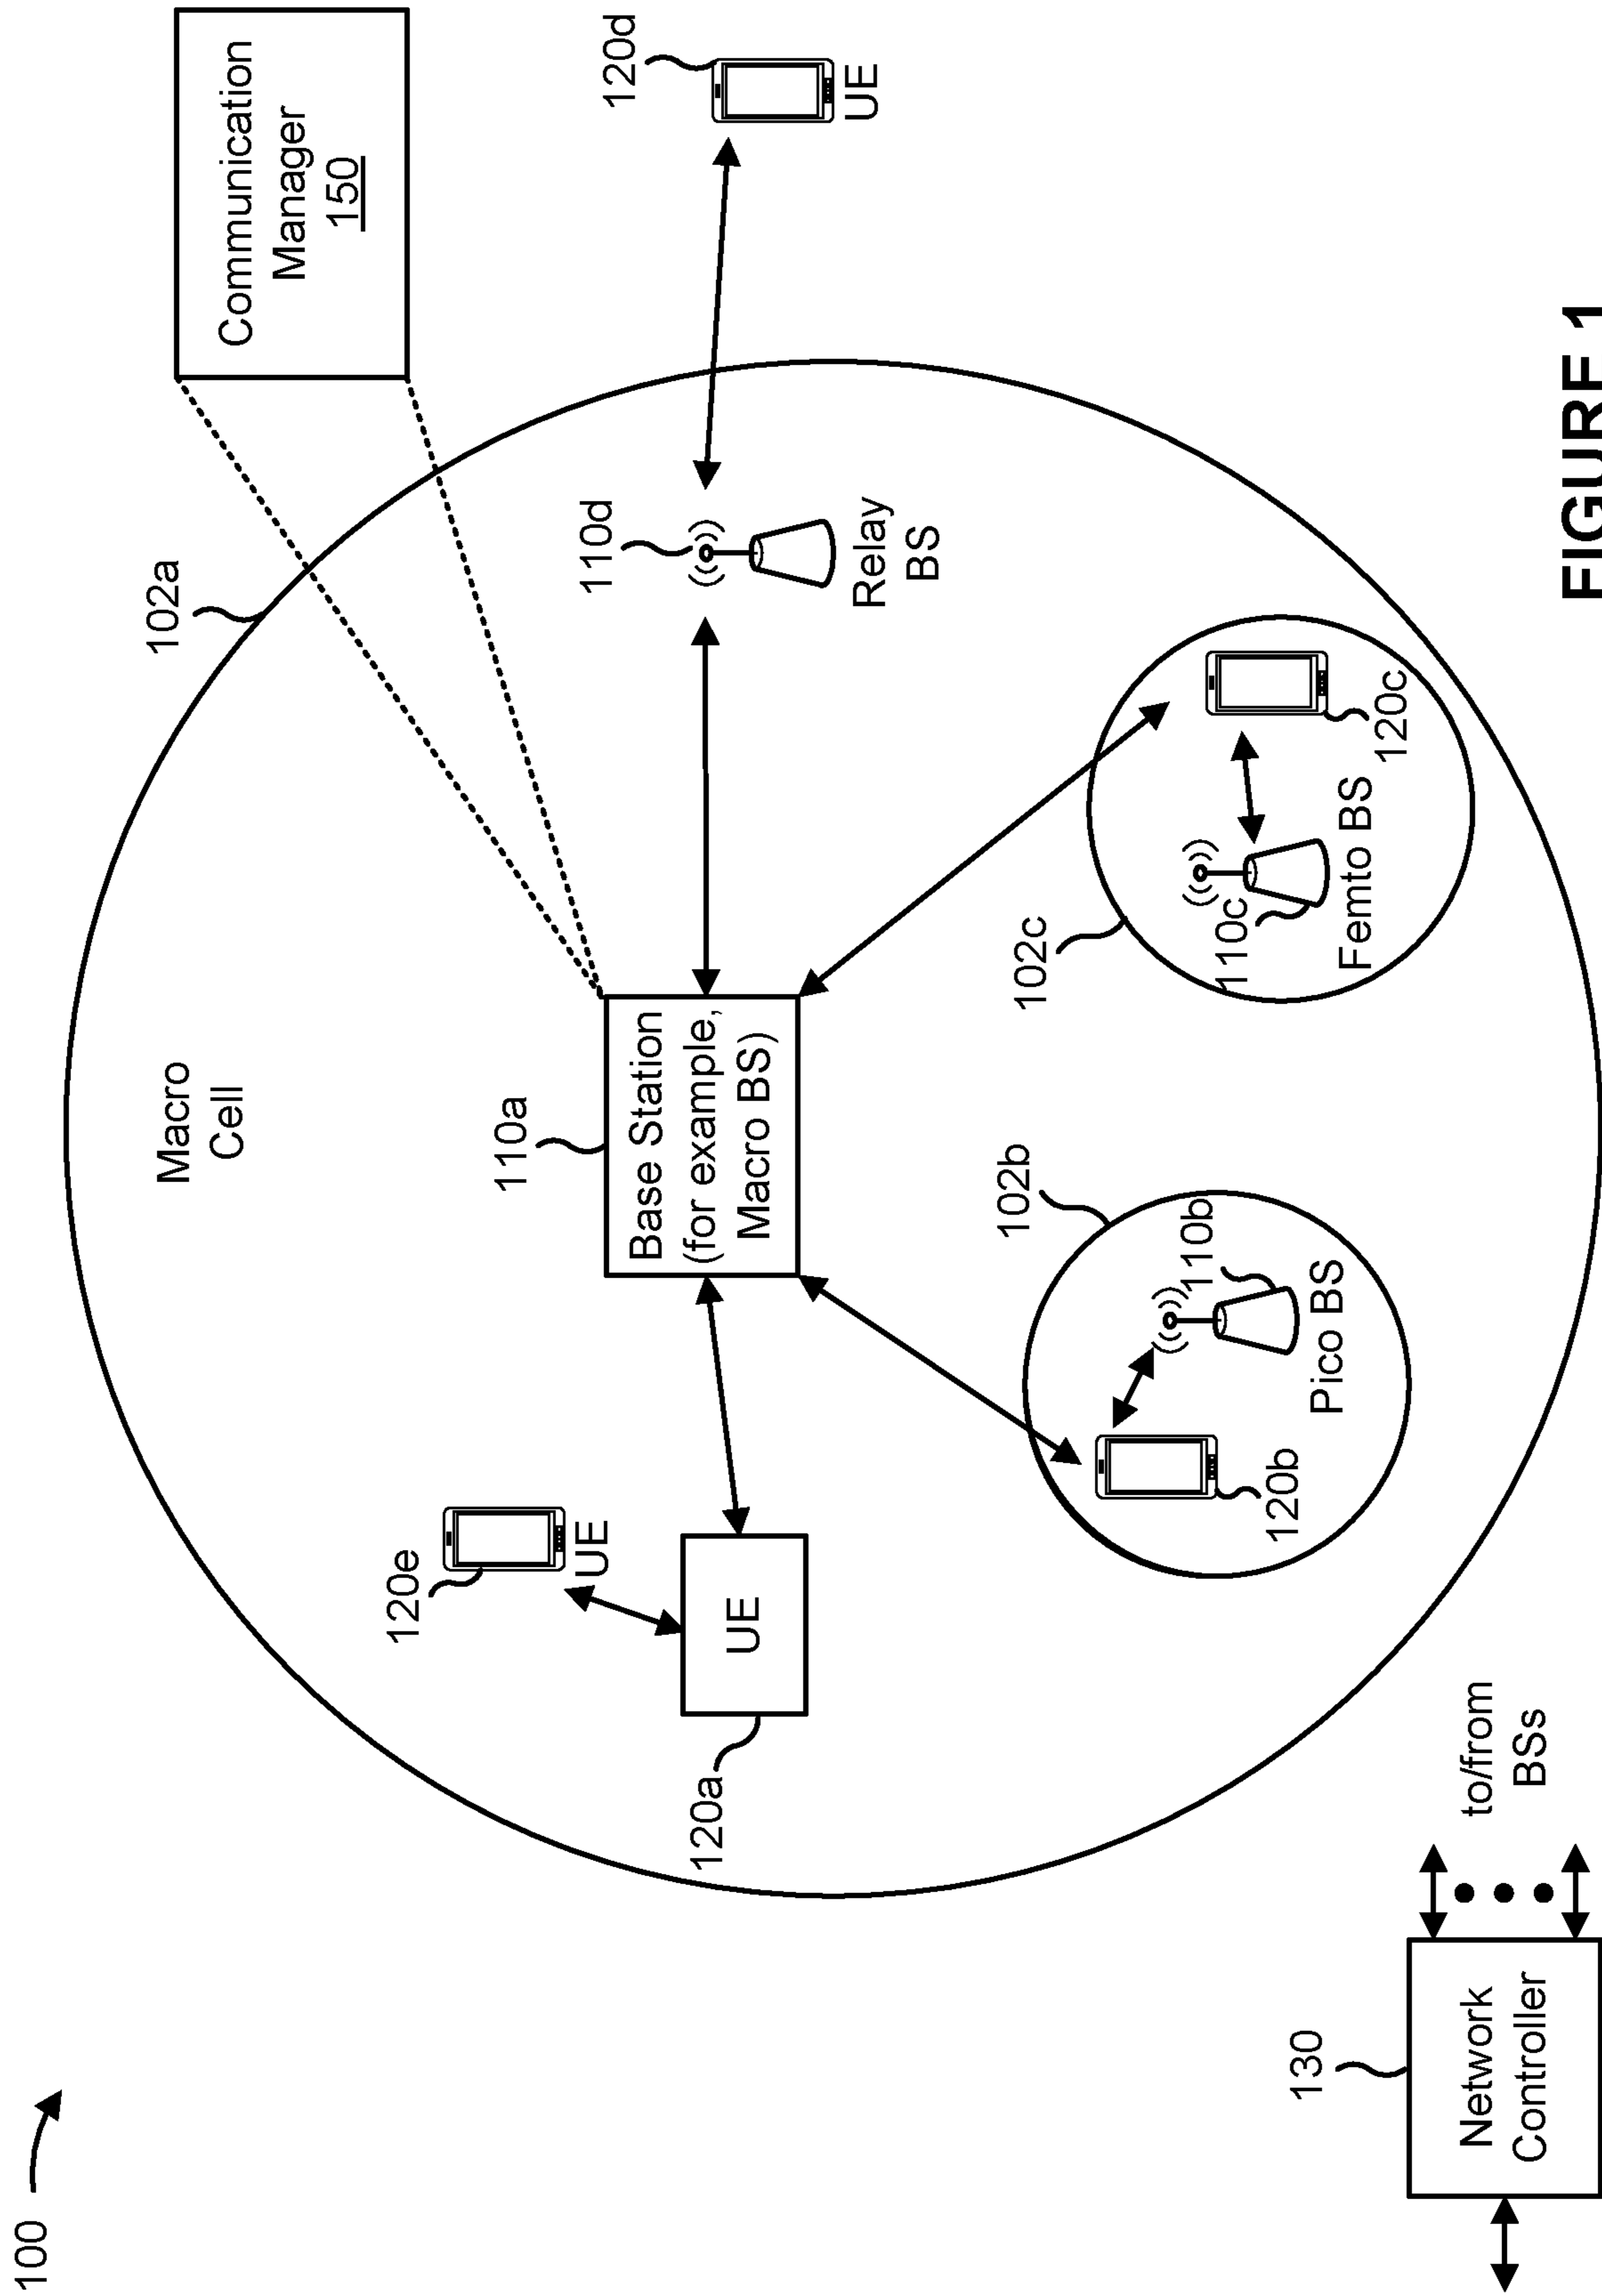 100
102a
Communication
Manager
150
Macro
Cell
110a
Base Station
(for example,
Macro BS)
110d
Relay
BS
120d
UE
120e
UE
UE
120a
102b
110b
Pico BS
120b
102c
110c
Femto BS
120c
130
Network
Controller
to/from
BSs
FIGURE 1